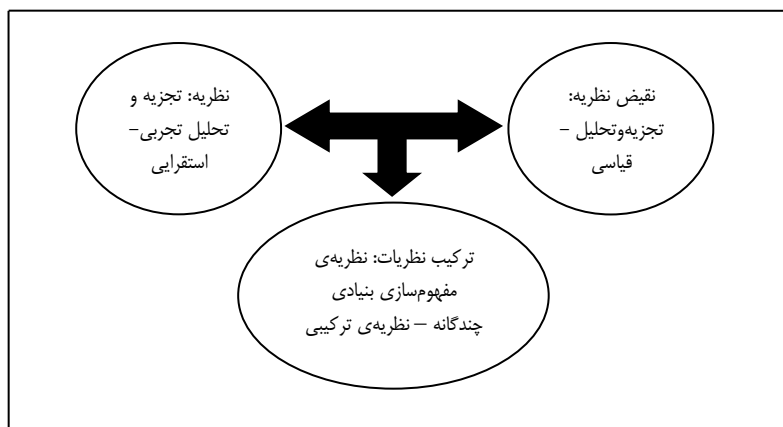 نقیض نظریه:
تجزیه‌وتحلیل –
قیاسی
نظریه: تجزیه و
تحلیل تجربی-
استقرایی
ترکیب نظریات: نظریه‌ی
مفهوم‌سازی بنیادی
چندگانه – نظریه‌ی ترکیبی